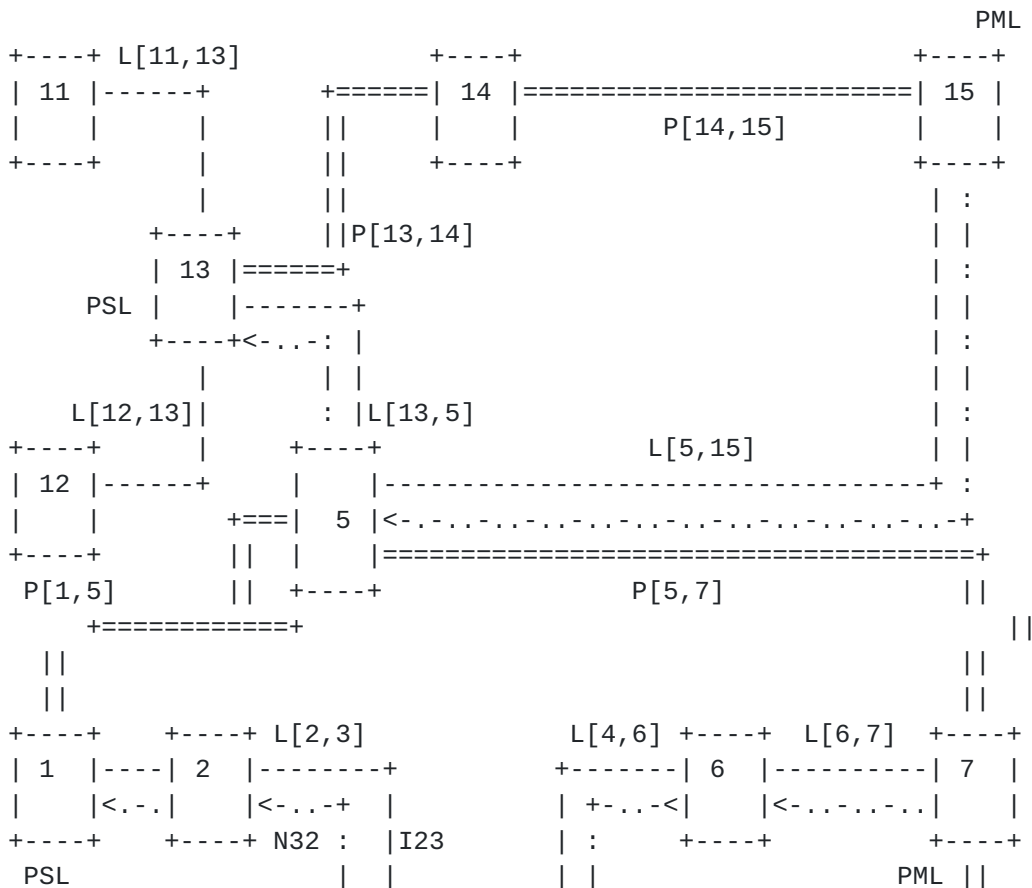 PML
L[11,13]
11 14 15
P[14,15]
P[13,14]
13
PSL
L[12,13] L[13,5]
L[5,15]
12
5
P[1,5] P[5,7]
L[2,3] L[4,6] L[6,7]
1 2 6 7
N32 I23
PSL PML